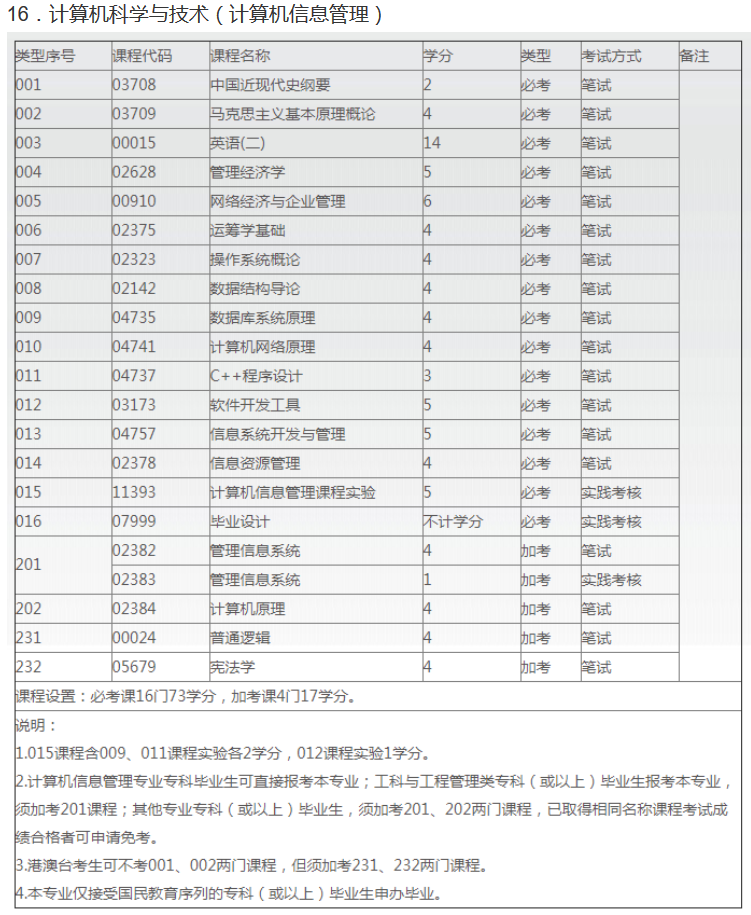 16．计算机科学与技术（计算机信息管理）
类型序号 课程代码 课程名称 学分 类型 考试方式 备注
001 03708 中国近现代史纲要 2 必考 笔试
002 03709 马克思主义基本原理概论 4 必考 笔试
003 00015 英语(二) 14 必考 笔试
004 02628 管理经济学 5 必考 笔试
005 00910 网络经济与企业管理 6 必考 笔试
006 02375 运筹学基础 4 必考 笔试
007 02323 操作系统概论 4 必考 笔试
008 02142 数据结构导论 4 必考 笔试
009 04735 数据库系统原理 4 必考 笔试
010 04741 计算机网络原理 4 必考 笔试
011 04737 C++程序设计 3 必考 笔试
012 03173 软件开发工具 5 必考 笔试
013 04757 信息系统开发与管理 5 必考 笔试
014 02378 信息资源管理 4 必考 笔试
015 11393 计算机信息管理课程实验 5 必考 实践考核
016 07999 毕业设计 不计学分 必考 实践考核
201 02382 管理信息系统 4 加考 笔试
02383 管理信息系统 1 加考 实践考核
202 02384 计算机原理 4 加考 笔试
231 00024 普通逻辑 4 加考 笔试
232 05679 宪法学 4 加考 笔试
课程设置：必考课16门73学分，加考课4门17学分。
说明：
1.015课程含009、011课程实验各2学分，012课程实验1学分。
2.计算机信息管理专业专科毕业生可直接报考本专业；工科与工程管理类专科（或以上）毕业生报考本专业，
须加考201课程；其他专业专科（或以上）毕业生，须加考201、202两门课程，已取得相同名称课程考试成
绩合格者可申请免考。
3.港澳台考生可不考001、002两门课程，但须加考231、232两门课程。
4.本专业仅接受国民教育序列的专科（或以上）毕业生申办毕业。